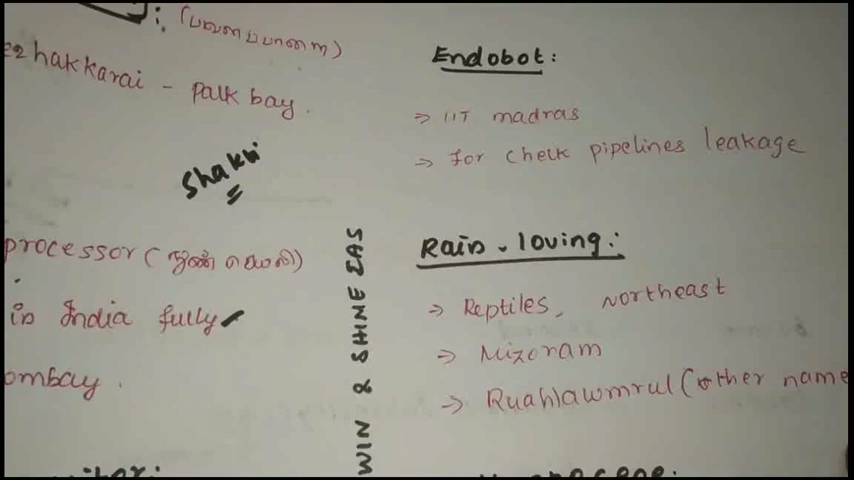 (பவளப்பானை)
hakkarai - palk bay.
Shakti
processor (நுண் செயலி)
in India fully
ombay.
WIN & SHINE IAS
Endobot:
⇒ IIT madras
⇒ for check pipelines leakage
Rain - loving:
⇒ Reptiles, Northeast
⇒ Mizoram
⇒ Ruahlawmrul (other name